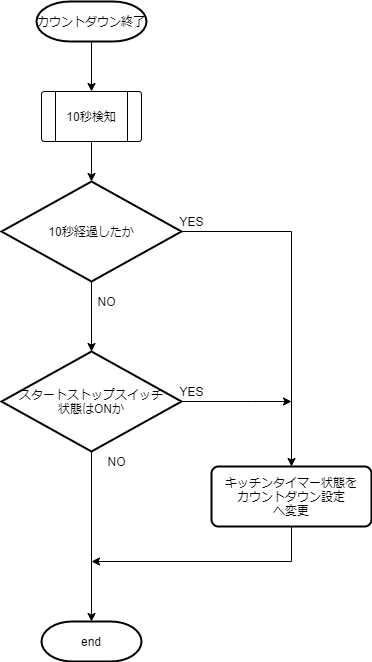 カウントダウン終了
10秒検知
10秒経過したか
YES
NO
スタートストップスイッチ
状態はONか
YES
NO
キッチンタイマー状態を
カウントダウン設定
へ変更
end